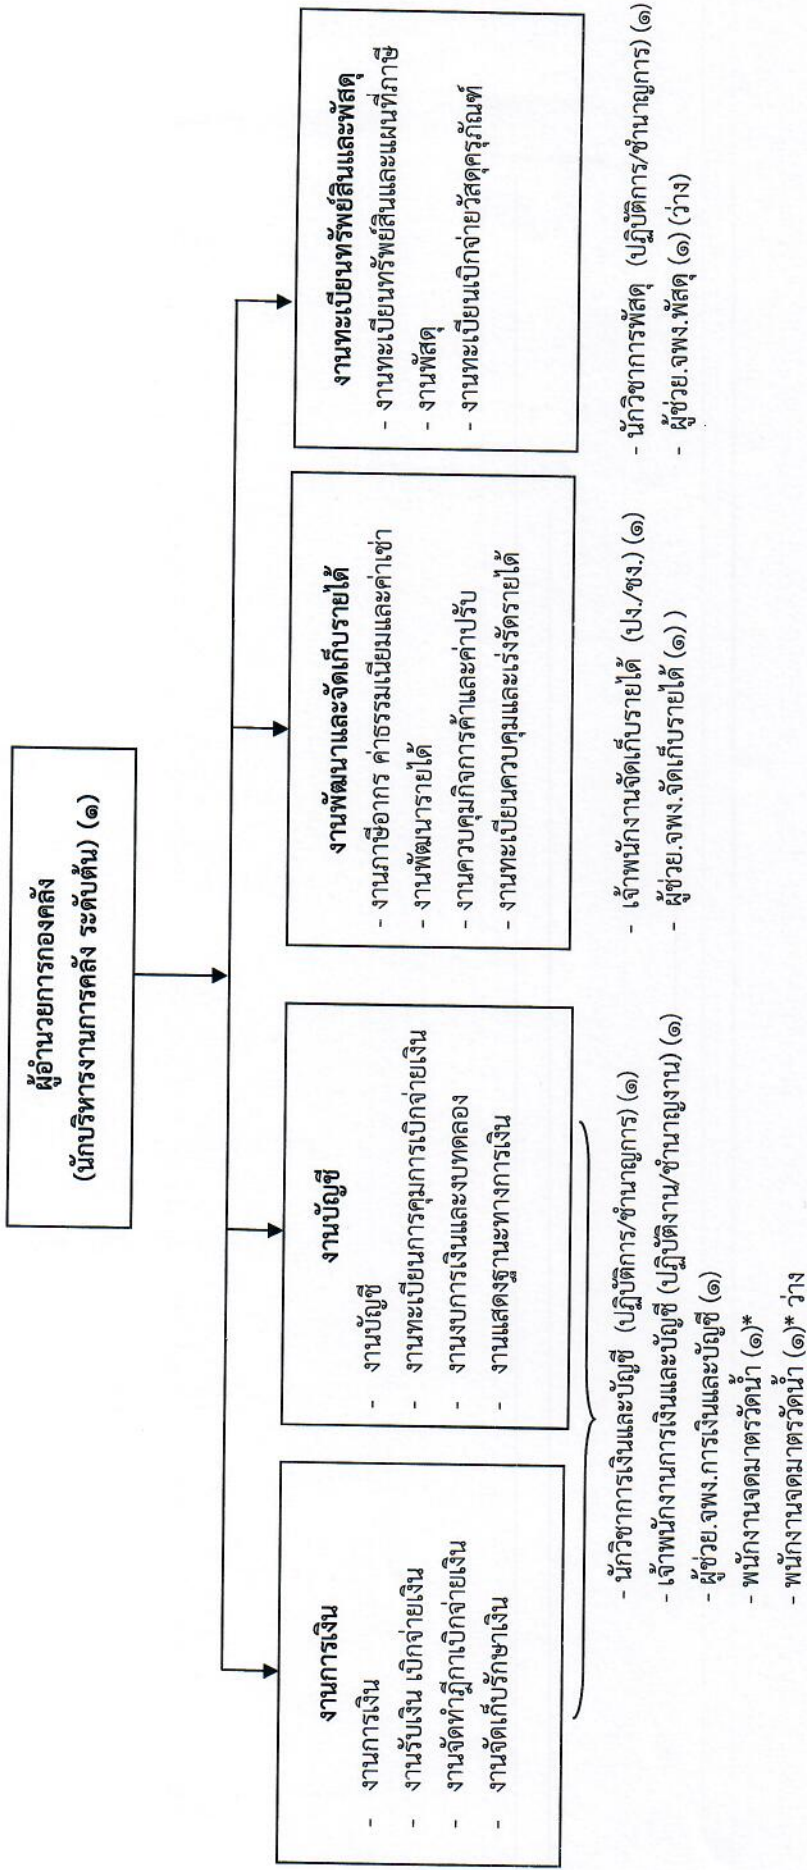 ผู้อำนวยการกองคลัง
(นักบริหารงานการคลัง ระดับต้น) (๑)
งานการเงิน
- งานการเงิน
- งานรับเงิน เบิกจ่ายเงิน
- งานจัดทำฎีกาเบิกจ่ายเงิน
- งานจัดเก็บรักษาเงิน
งานบัญชี
- งานบัญชี
- งานทะเบียนการคุมการเบิกจ่ายเงิน
- งานงบการเงินและงบทดลอง
- งานแสดงฐานะทางการเงิน
งานพัฒนาและจัดเก็บรายได้
- งานภาษีอากร ค่าธรรมเนียมและค่าเช่า
- งานพัฒนารายได้
- งานควบคุมกิจการค้าและค่าปรับ
- งานทะเบียนควบคุมและเร่งรัดรายได้
งานทะเบียนทรัพย์สินและพัสดุ
- งานทะเบียนทรัพย์สินและแผนที่ภาษี
- งานพัสดุ
- งานทะเบียนเบิกจ่ายวัสดุครุภัณฑ์
- นักวิชาการเงินและบัญชี (ปฏิบัติการ/ชำนาญการ) (๑)
- เจ้าพนักงานการเงินและบัญชี (ปฏิบัติงาน/ชำนาญงาน) (๑)
- ผู้ช่วย.จพง.การเงินและบัญชี (๑)
- พนักงานจดมาตรวัดน้ำ (๑)*
- พนักงานจดมาตรวัดน้ำ (๑)* ว่าง
- เจ้าพนักงานจัดเก็บรายได้ (ปง./ชง.) (๑)
- ผู้ช่วย.จพง.จัดเก็บรายได้ (๑) )
- นักวิชาการพัสดุ (ปฏิบัติการ/ชำนาญการ) (๑)
- ผู้ช่วย.จพง.พัสดุ (๑) (ว่าง)